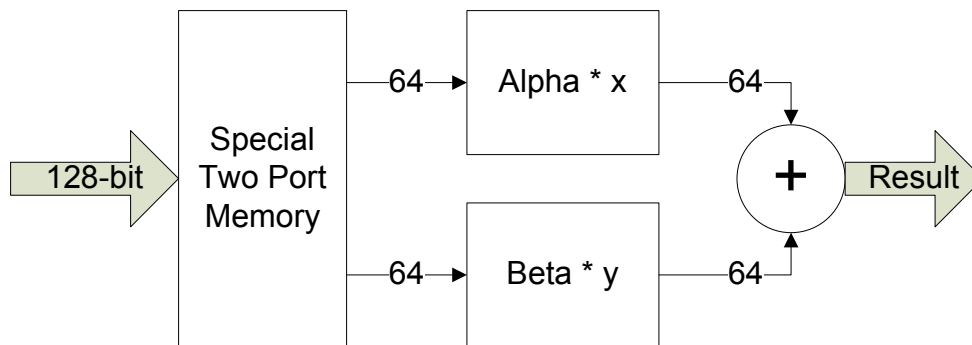 64
Alpha * x
64
128-bit
Special
Two Port
Memory
+
Result
64
Beta * y
64